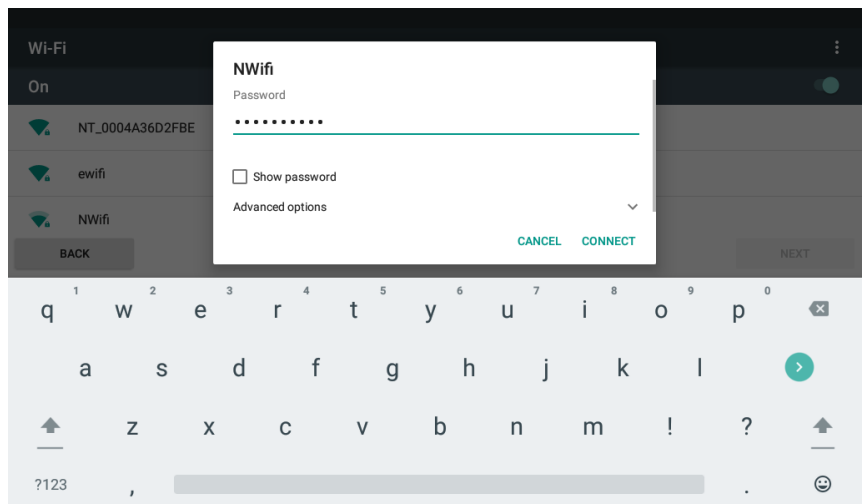 Wi-Fi
On
NT_0004A36D2FBE
ewifi
NWifi
BACK
NEXT
NWifi
Password
••••••••••
Show password
Advanced options
CANCEL CONNECT
1 2 3 4 5 6 7 8 9 0
q w e r t y u i o p
a s d f g h j k l
z x c v b n m ! ?
?123 , .